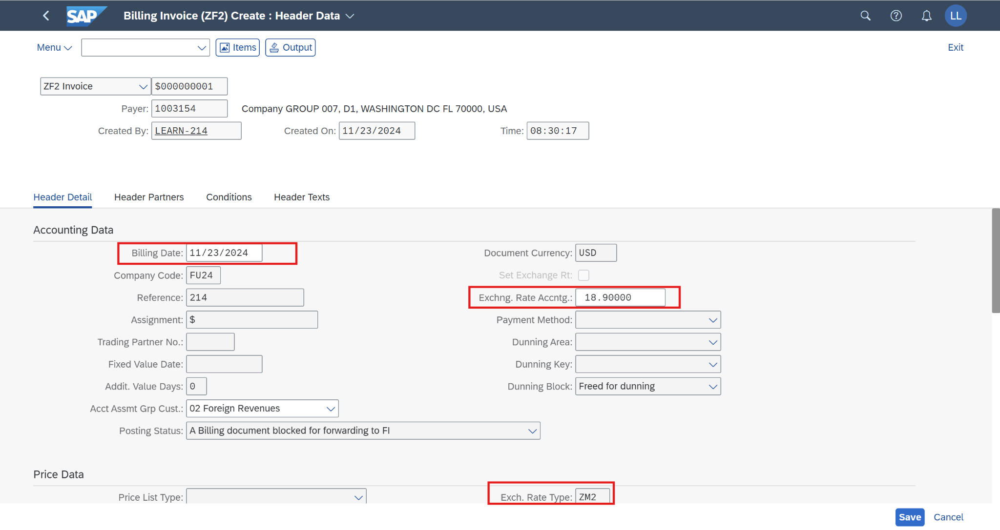 SAP Billing Invoice (ZF2) Create : Header Data LL
Menu Items Output Exit
ZF2 Invoice $000000001
Payer: 1003154 Company GROUP 007, D1, WASHINGTON DC FL 70000, USA
Created By: LEARN-214 Created On: 11/23/2024 Time: 08:30:17
Header Detail Header Partners Conditions Header Texts
Accounting Data
Billing Date: 11/23/2024 Document Currency: USD
Company Code: FU24 Set Exchange Rt:
Reference: 214 Exchng. Rate Accntg.: 18.90000
Assignment: $ Payment Method:
Trading Partner No.: Dunning Area:
Fixed Value Date: Dunning Key:
Addit. Value Days: 0 Dunning Block: Freed for dunning
Acct Assmt Grp Cust.: 02 Foreign Revenues
Posting Status: A Billing document blocked for forwarding to FI
Price Data
Price List Type: Exch. Rate Type: ZM2
Save Cancel